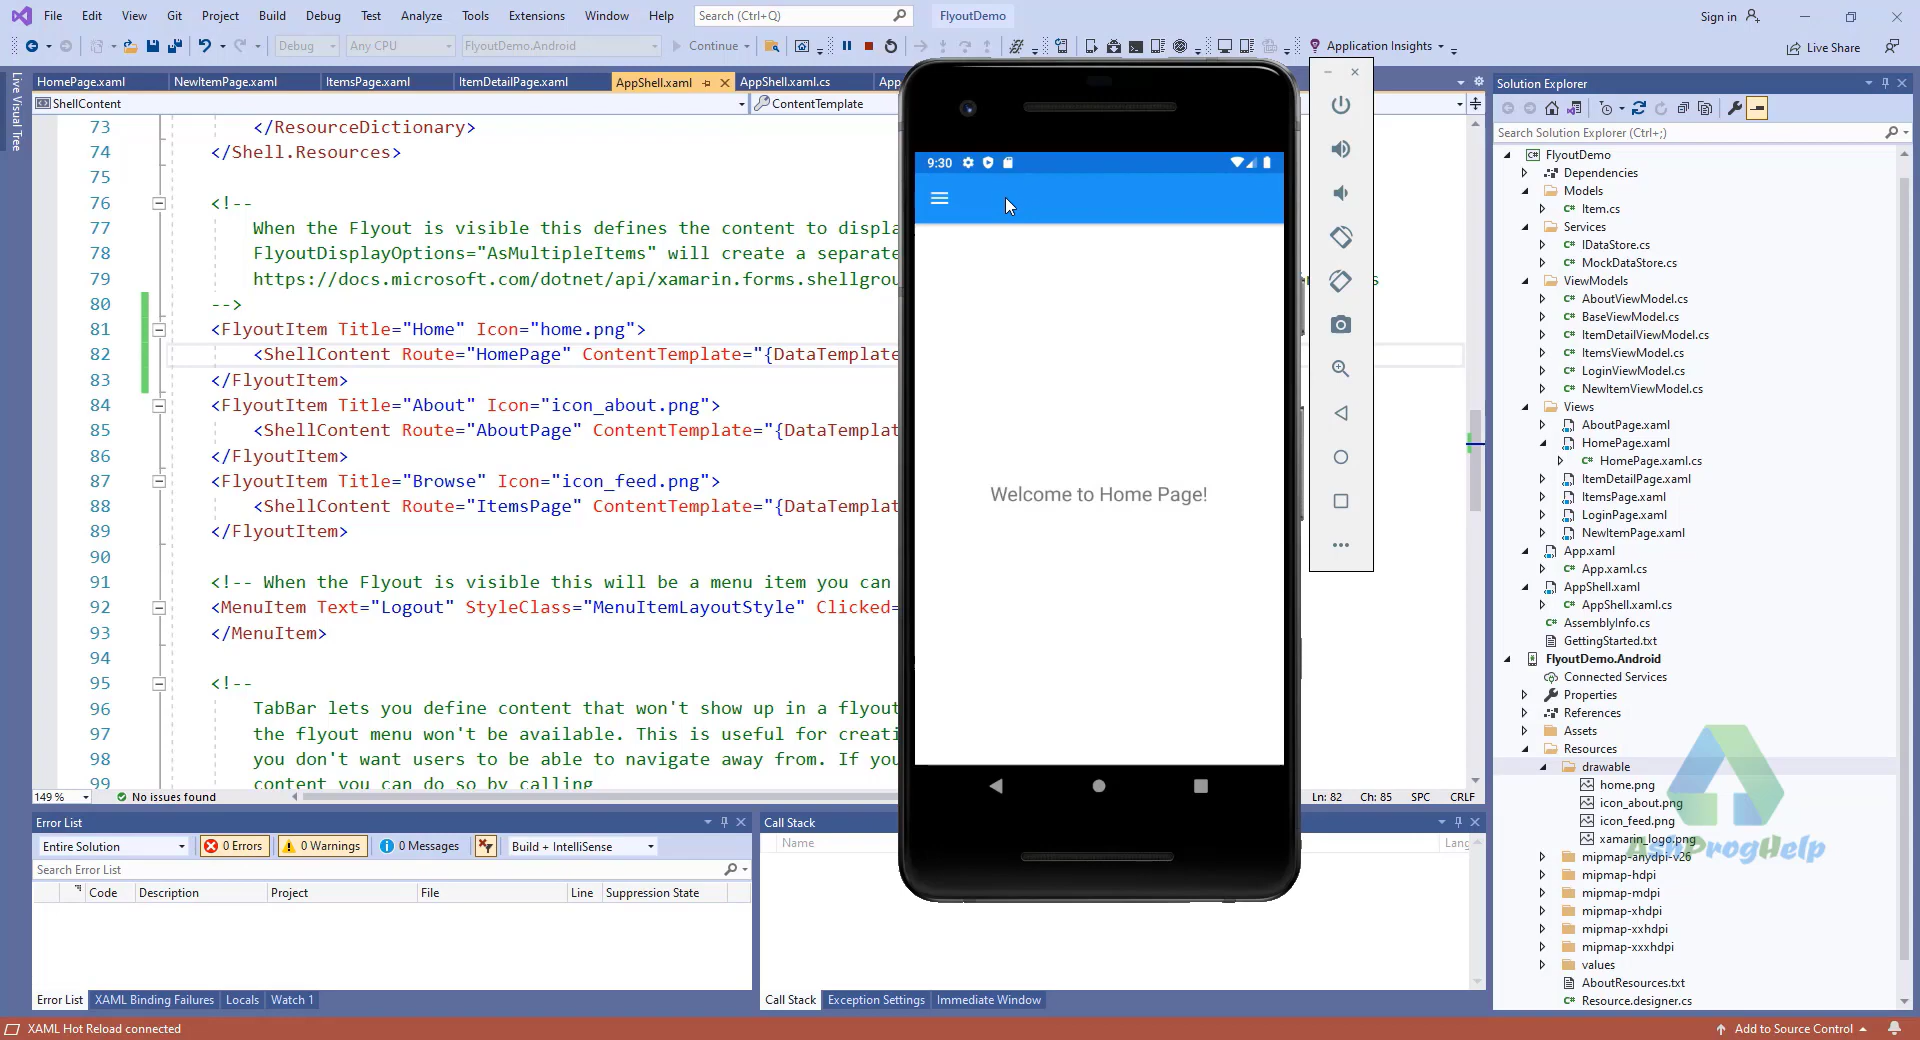 File Edit View Git Project Build Debug Test Analyze Tools Extensions Window Help Search (Ctrl+Q) FlyoutDemo Sign in
Debug Any CPU FlyoutDemo.Android Continue Application Insights Live Share
Live Visual Tree
HomePage.xaml NewItemPage.xaml ItemsPage.xaml ItemDetailPage.xaml AppShell.xaml AppShell.xaml.cs App
ShellContent ContentTemplate
73 </ResourceDictionary>
74 </Shell.Resources>
75
76 <!--
77 When the Flyout is visible this defines the content to displa
78 FlyoutDisplayOptions="AsMultipleItems" will create a separate
79 https://docs.microsoft.com/dotnet/api/xamarin.forms.shellgrou s
80 -->
81 <FlyoutItem Title="Home" Icon="home.png">
82 <ShellContent Route="HomePage" ContentTemplate="{DataTemplate
83 </FlyoutItem>
84 <FlyoutItem Title="About" Icon="icon_about.png">
85 <ShellContent Route="AboutPage" ContentTemplate="{DataTemplat
86 </FlyoutItem>
87 <FlyoutItem Title="Browse" Icon="icon_feed.png">
88 <ShellContent Route="ItemsPage" ContentTemplate="{DataTemplat
89 </FlyoutItem>
90
91 <!-- When the Flyout is visible this will be a menu item you can
92 <MenuItem Text="Logout" StyleClass="MenuItemLayoutStyle" Clicked=
93 </MenuItem>
94
95 <!--
96 TabBar lets you define content that won't show up in a flyout
97 the flyout menu won't be available. This is useful for creati
98 you don't want users to be able to navigate away from. If you
99 content you can do so by calling
149 % No issues found Ln: 82 Ch: 85 SPC CRLF
9:30
Welcome to Home Page!
Solution Explorer
Search Solution Explorer (Ctrl+;)
FlyoutDemo
Dependencies
Models
Item.cs
Services
IDataStore.cs
MockDataStore.cs
ViewModels
AboutViewModel.cs
BaseViewModel.cs
ItemDetailViewModel.cs
ItemsViewModel.cs
LoginViewModel.cs
NewItemViewModel.cs
Views
AboutPage.xaml
HomePage.xaml
HomePage.xaml.cs
ItemDetailPage.xaml
ItemsPage.xaml
LoginPage.xaml
NewItemPage.xaml
App.xaml
App.xaml.cs
AppShell.xaml
AppShell.xaml.cs
AssemblyInfo.cs
GettingStarted.txt
FlyoutDemo.Android
Connected Services
Properties
References
Assets
Resources
drawable
home.png
icon_about.png
icon_feed.png
xamarin_logo.png
AshProgHelp
mipmap-anydpi-v26
mipmap-hdpi
mipmap-mdpi
mipmap-xhdpi
mipmap-xxhdpi
mipmap-xxxhdpi
values
AboutResources.txt
Resource.designer.cs
Error List
Entire Solution 0 Errors 0 Warnings 0 Messages Build + IntelliSense
Search Error List
Code Description Project File Line Suppression State
Error List XAML Binding Failures Locals Watch 1
Call Stack
Name Lang
Call Stack Exception Settings Immediate Window
XAML Hot Reload connected Add to Source Control